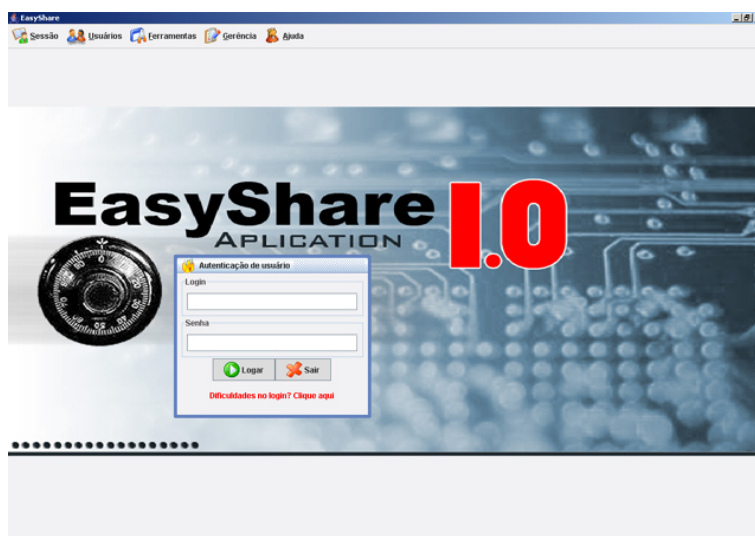 EasyShare
Sessão Usuários Ferramentas Gerência Ajuda
EasyShare 1.0
APLICATION
Autenticação de usuário
Login
Senha
Logar Sair
Dificuldades no login? Clique aqui